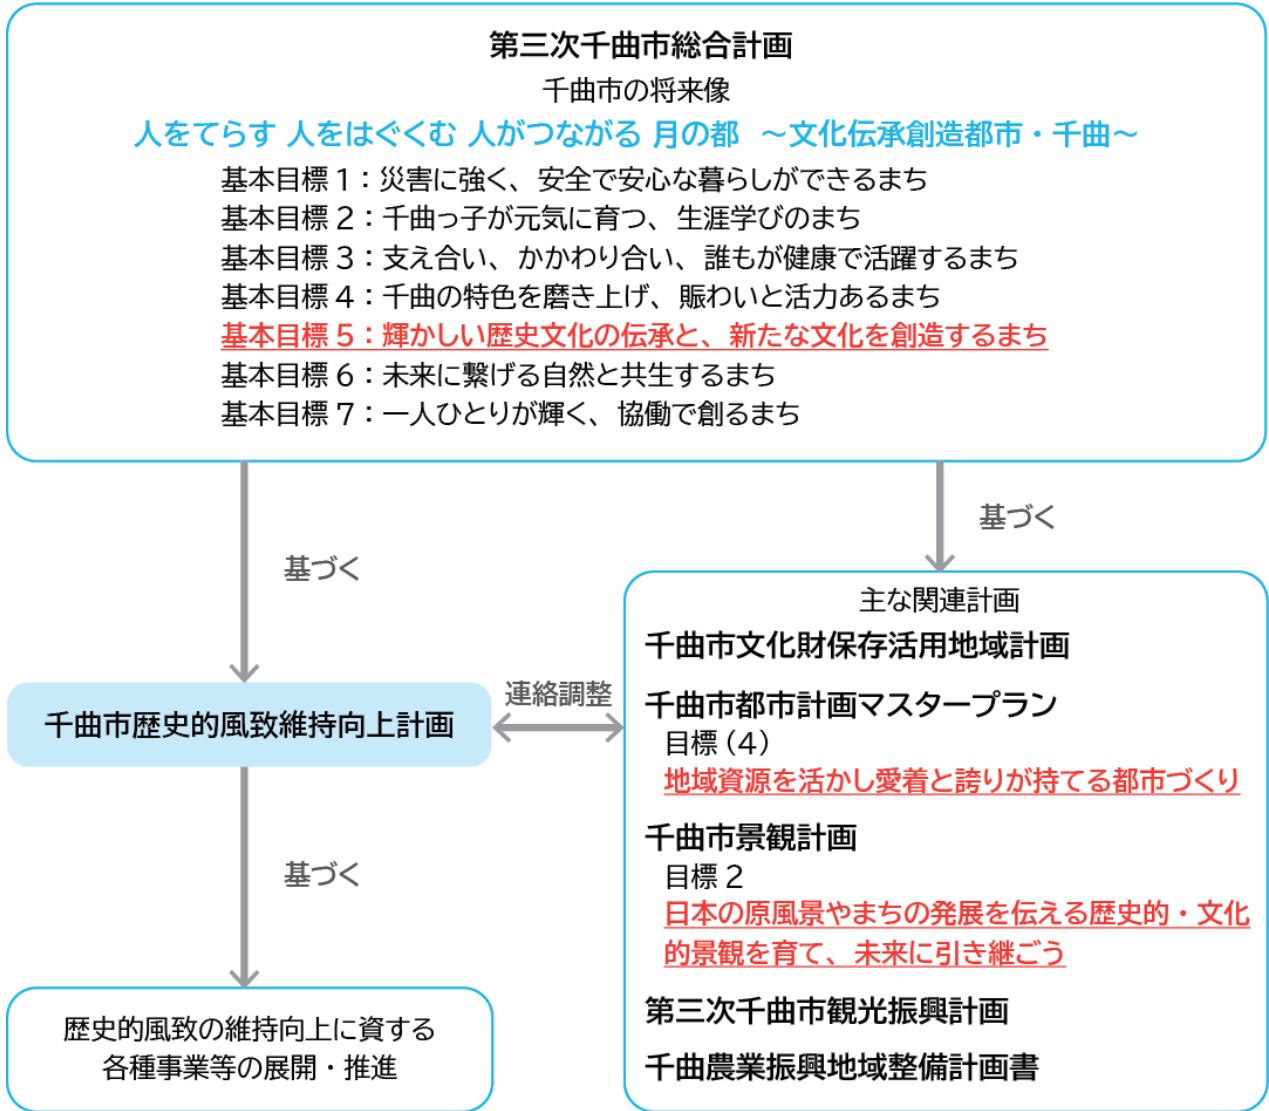 第三次千曲市総合計画
千曲市の将来像
人をてらす 人をはぐくむ 人がつながる 月の都 ～文化伝承創造都市・千曲～
基本目標1：災害に強く、安全で安心な暮らしができるまち
基本目標2：千曲っ子が元気に育つ、生涯学びのまち
基本目標3：支え合い、かかわり合い、誰もが健康で活躍するまち
基本目標4：千曲の特色を磨き上げ、賑わいと活力あるまち
基本目標5：輝かしい歴史文化の伝承と、新たな文化を創造するまち
基本目標6：未来に繋げる自然と共生するまち
基本目標7：一人ひとりが輝く、協働で創るまち
基づく
基づく
千曲市歴史的風致維持向上計画
連絡調整
基づく
歴史的風致の維持向上に資する
各種事業等の展開・推進
主な関連計画
千曲市文化財保存活用地域計画
千曲市都市計画マスタープラン
目標(4)
地域資源を活かし愛着と誇りが持てる都市づくり
千曲市景観計画
目標2
日本の原風景やまちの発展を伝える歴史的・文化
的景観を育て、未来に引き継ごう
第三次千曲市観光振興計画
千曲農業振興地域整備計画書